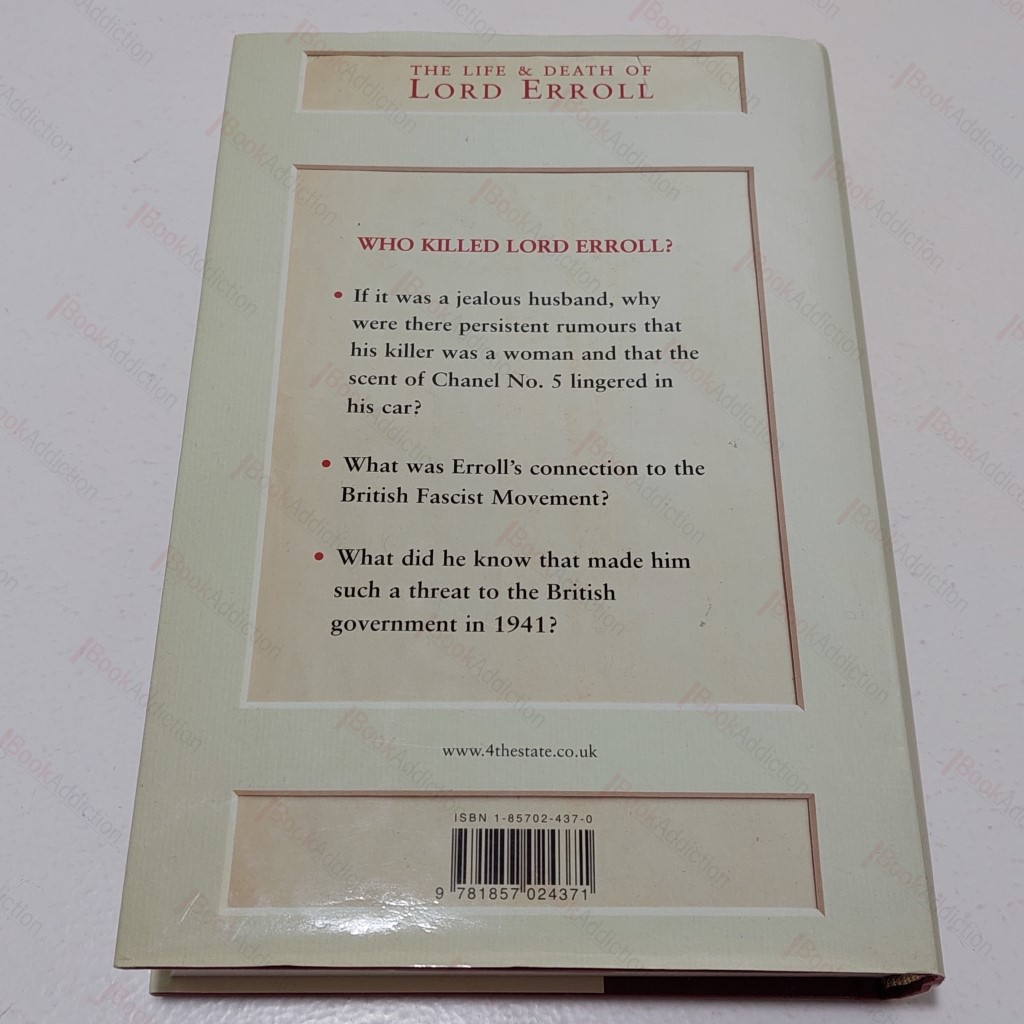 THE LIFE & DEATH OF
LORD ERROLL
WHO KILLED LORD ERROLL?
• If it was a jealous husband, why
were there persistent rumours that
his killer was a woman and that the
scent of Chanel No. 5 lingered in
his car?
• What was Erroll's connection to the
British Fascist Movement?
• What did he know that made him
such a threat to the British
government in 1941?
www.4thestate.co.uk
ISBN 1-85702-437-0
9 781857 024371
BookAddiction